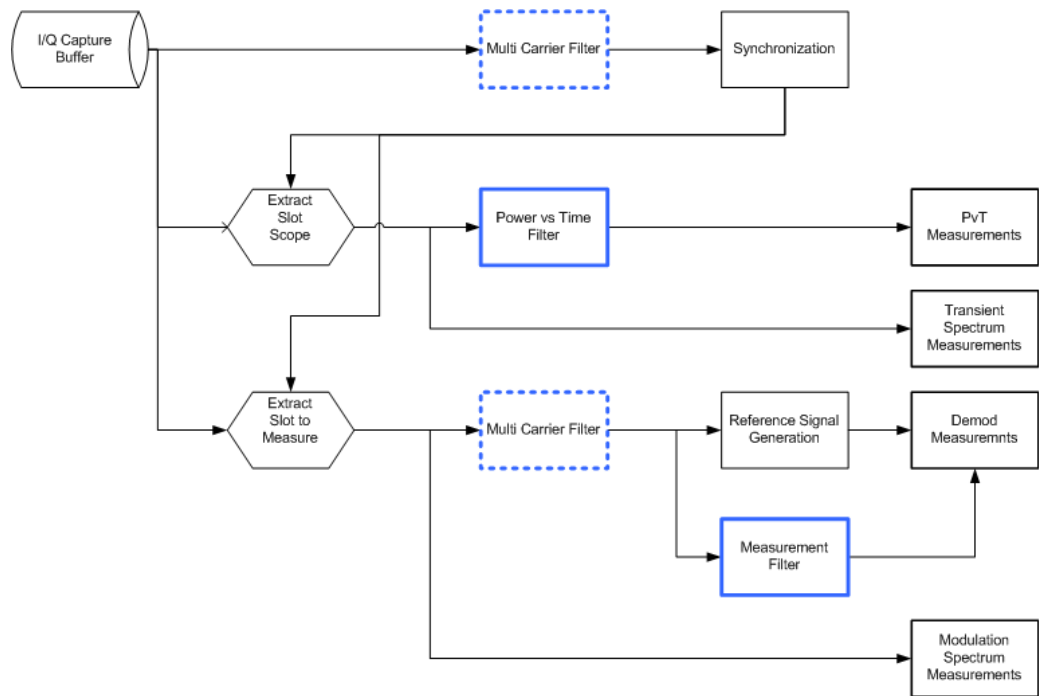 I/Q Capture
Buffer
Multi Carrier Filter
Synchronization
Extract
Slot
Scope
Power vs Time
Filter
PvT
Measurements
Transient
Spectrum
Measurements
Extract
Slot to
Measure
Multi Carrier Filter
Reference Signal
Generation
Demod
Measuremnts
Measurement
Filter
Modulation
Spectrum
Measurements